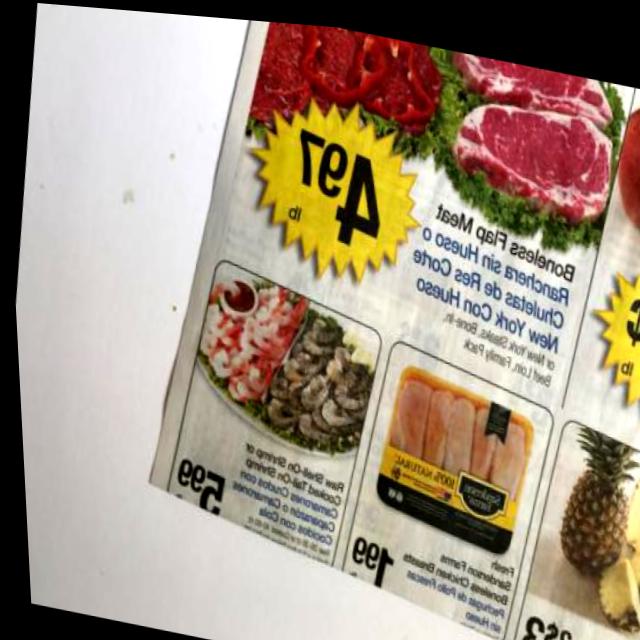 Boneless Flap Meat
Ranchera sin Hueso o
Chuletas de Res Corte
New York Con Hueso
or New York Steaks, Bone-In,
Beef Loin, Family Pack
4 97
lb
lb
Raw Shell-On Shrimp or
Cooked Tail-On Shrimp
Camarones Crudos con
Caparazón o Camarones
Cocidos con Cola
5 99
100% NATURAL
FOSTER FARMS
Fresh
Sanderson Farms
Boneless Chicken Breasts
Pechugas de Pollo Frescas
sin Hueso
1 99